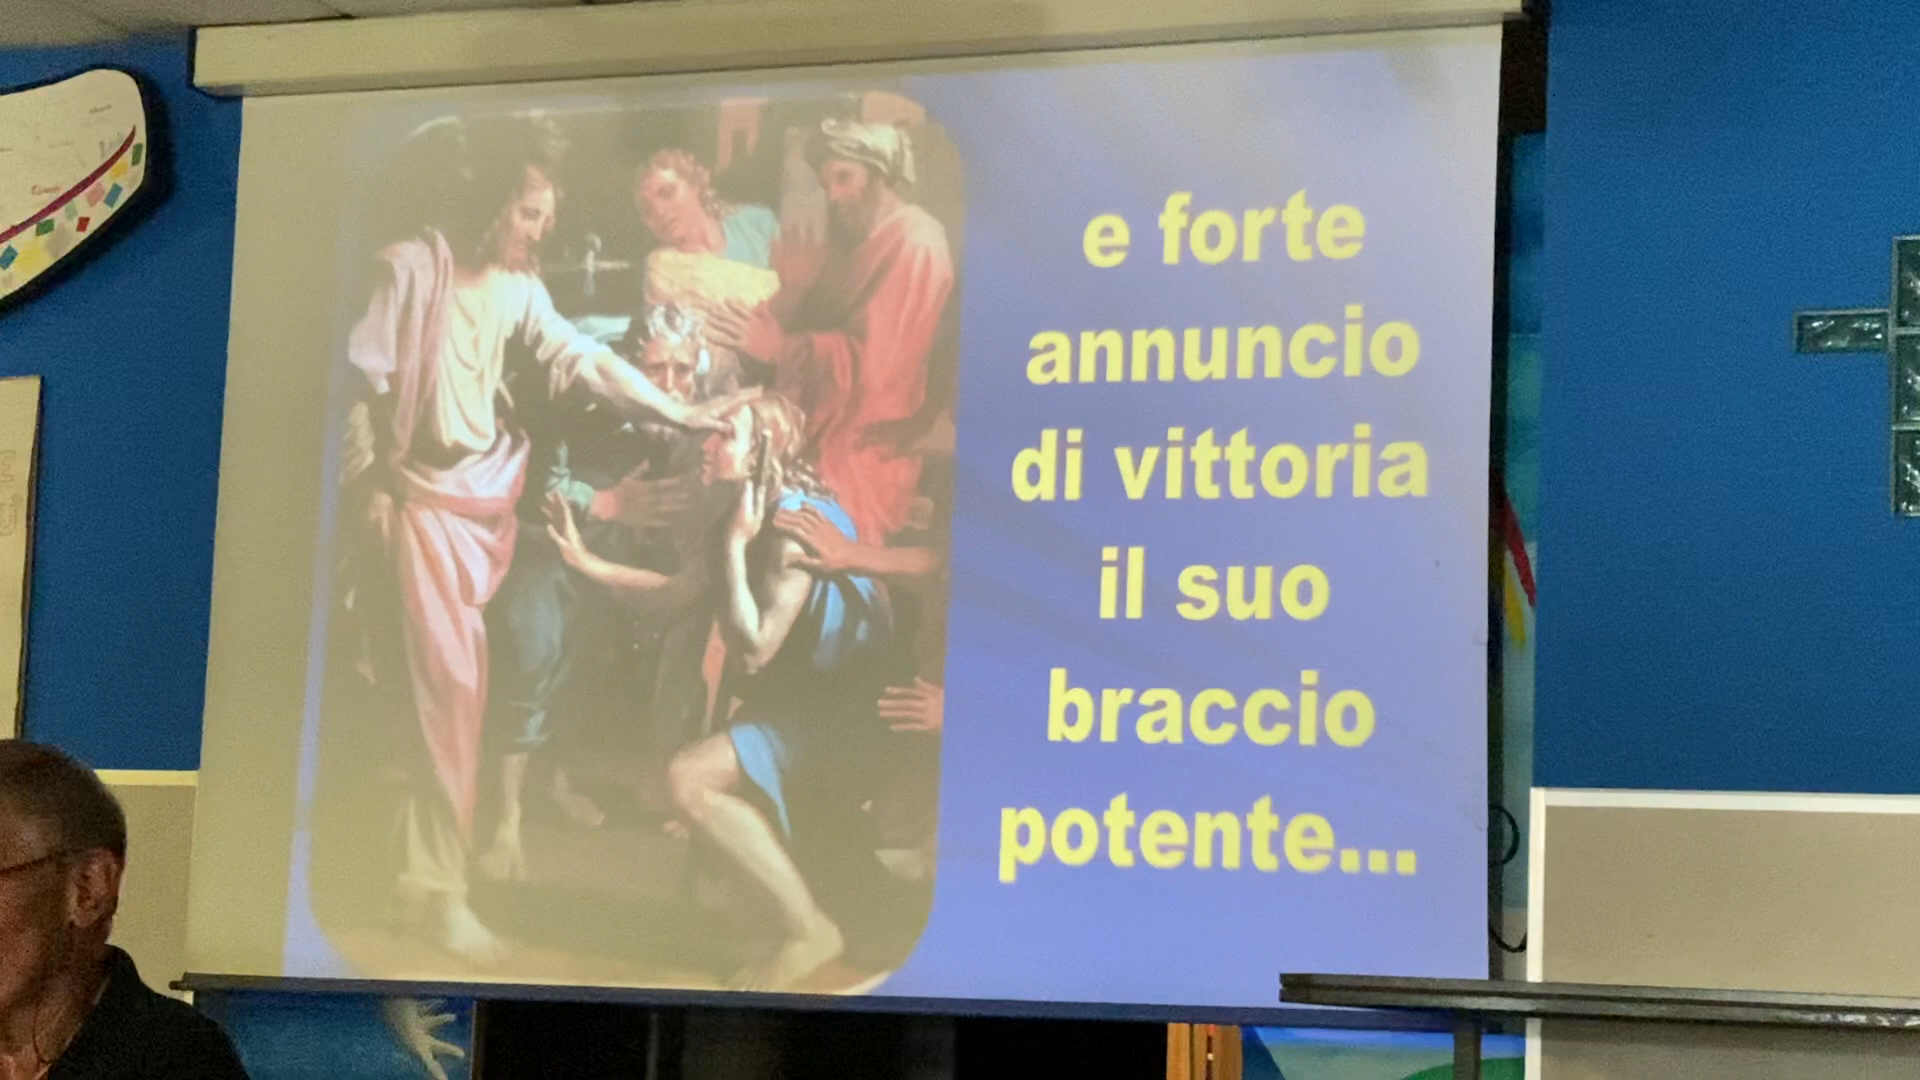 e forte
annuncio
di vittoria
il suo
braccio
potente...